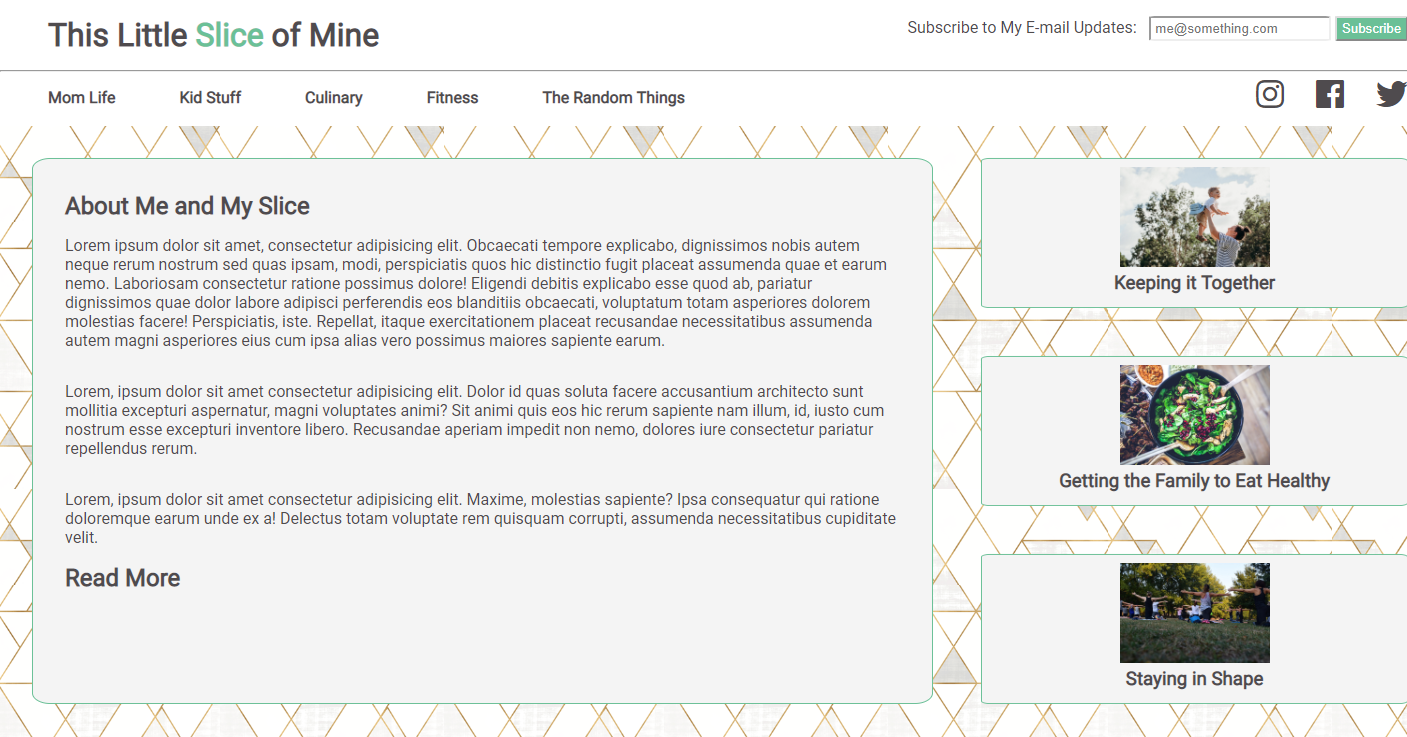 This Little Slice of Mine
Subscribe to My E-mail Updates:
me@something.com
Subscribe
Mom Life
Kid Stuff
Culinary
Fitness
The Random Things
About Me and My Slice
Lorem ipsum dolor sit amet, consectetur adipisicing elit. Obcaecati tempore explicabo, dignissimos nobis autem
neque rerum nostrum sed quas ipsam, modi, perspiciatis quos hic distinctio fugit placeat assumenda quae et earum
nemo. Laboriosam consectetur ratione possimus dolore! Eligendi debitis explicabo esse quod ab, pariatur
dignissimos quae dolor labore adipisci perferendis eos blanditiis obcaecati, voluptatum totam asperiores dolorem
molestias facere! Perspiciatis, iste. Repellat, itaque exercitationem placeat recusandae necessitatibus assumenda
autem magni asperiores eius cum ipsa alias vero possimus maiores sapiente earum.
Lorem, ipsum dolor sit amet consectetur adipisicing elit. Dolor id quas soluta facere accusantium architecto sunt
mollitia excepturi aspernatur, magni voluptates animi? Sit animi quis eos hic rerum sapiente nam illum, id, iusto cum
nostrum esse excepturi inventore libero. Recusandae aperiam impedit non nemo, dolores iure consectetur pariatur
repellendus rerum.
Lorem, ipsum dolor sit amet consectetur adipisicing elit. Maxime, molestias sapiente? Ipsa consequatur qui ratione
doloremque earum unde ex a! Delectus totam voluptate rem quisquam corrupti, assumenda necessitatibus cupiditate
velit.
Read More
Keeping it Together
Getting the Family to Eat Healthy
Staying in Shape